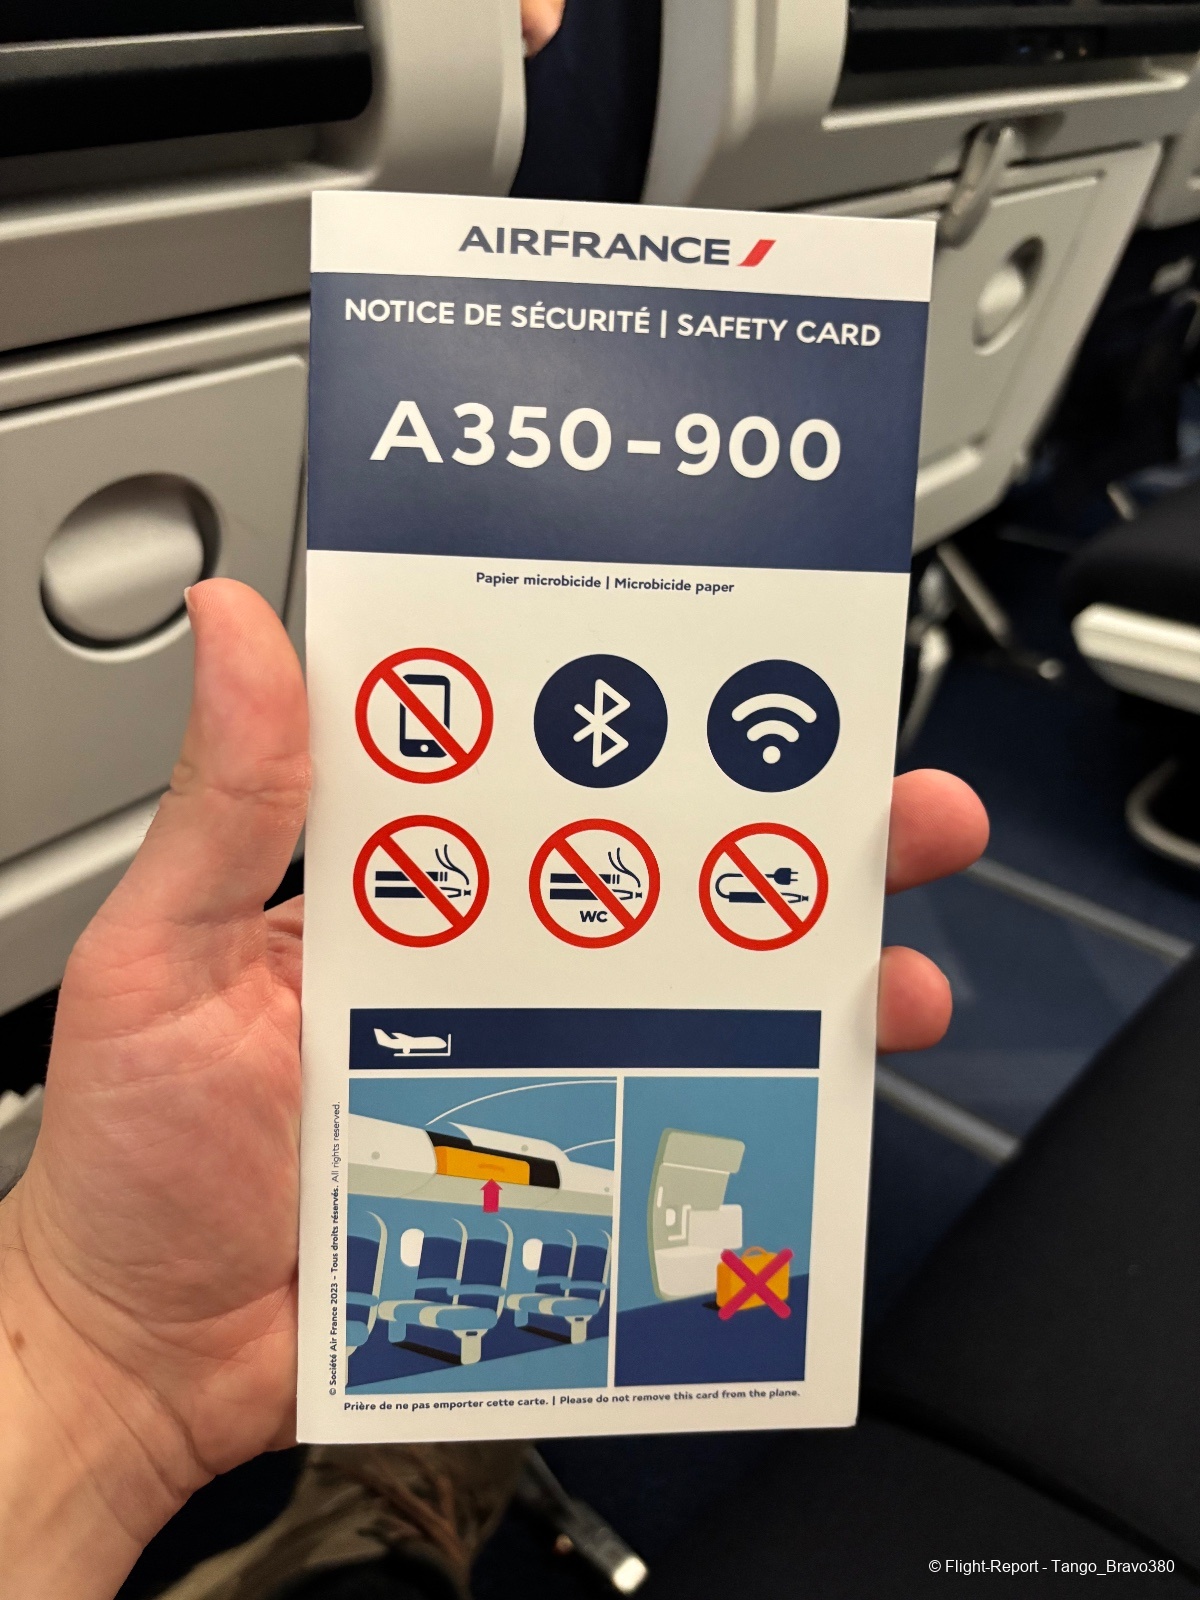 AIRFRANCE
NOTICE DE SÉCURITÉ | SAFETY CARD
A350-900
Papier microbicide | Microbicide paper
WC
© Société Air France 2023 - Tous droits réservés. All rights reserved.
Prière de ne pas emporter cette carte. | Please do not remove this card from the plane.
© Flight-Report - Tango_Bravo380